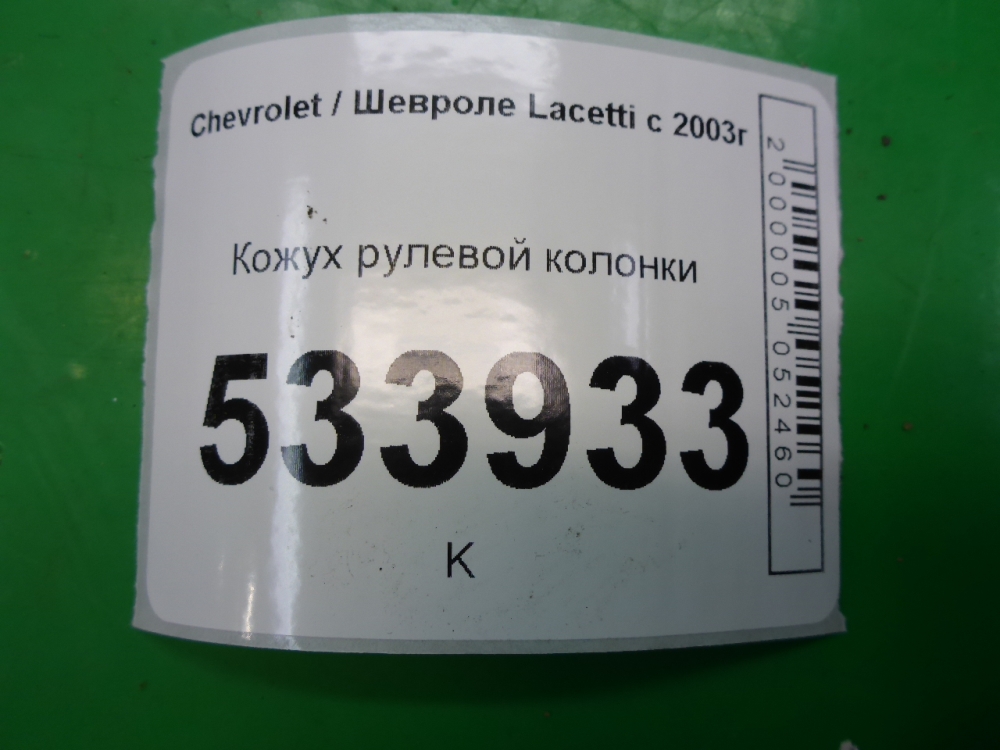 Chevrolet / Шевроле Lacetti с 2003г
Кожух рулевой колонки
533933
К
2000005052460